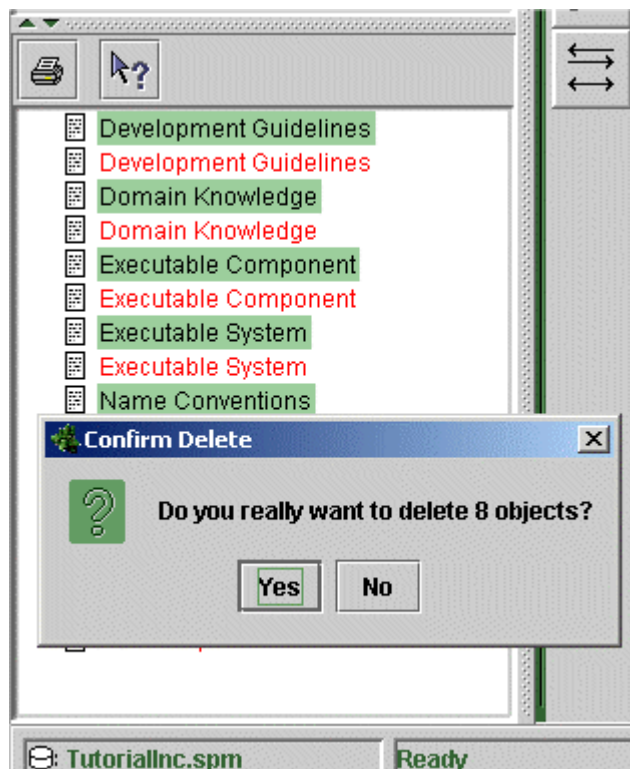 Development Guidelines
Development Guidelines
Domain Knowledge
Domain Knowledge
Executable Component
Executable Component
Executable System
Executable System
Name Conventions
Confirm Delete
Do you really want to delete 8 objects?
Yes No
TutorialInc.spm Ready